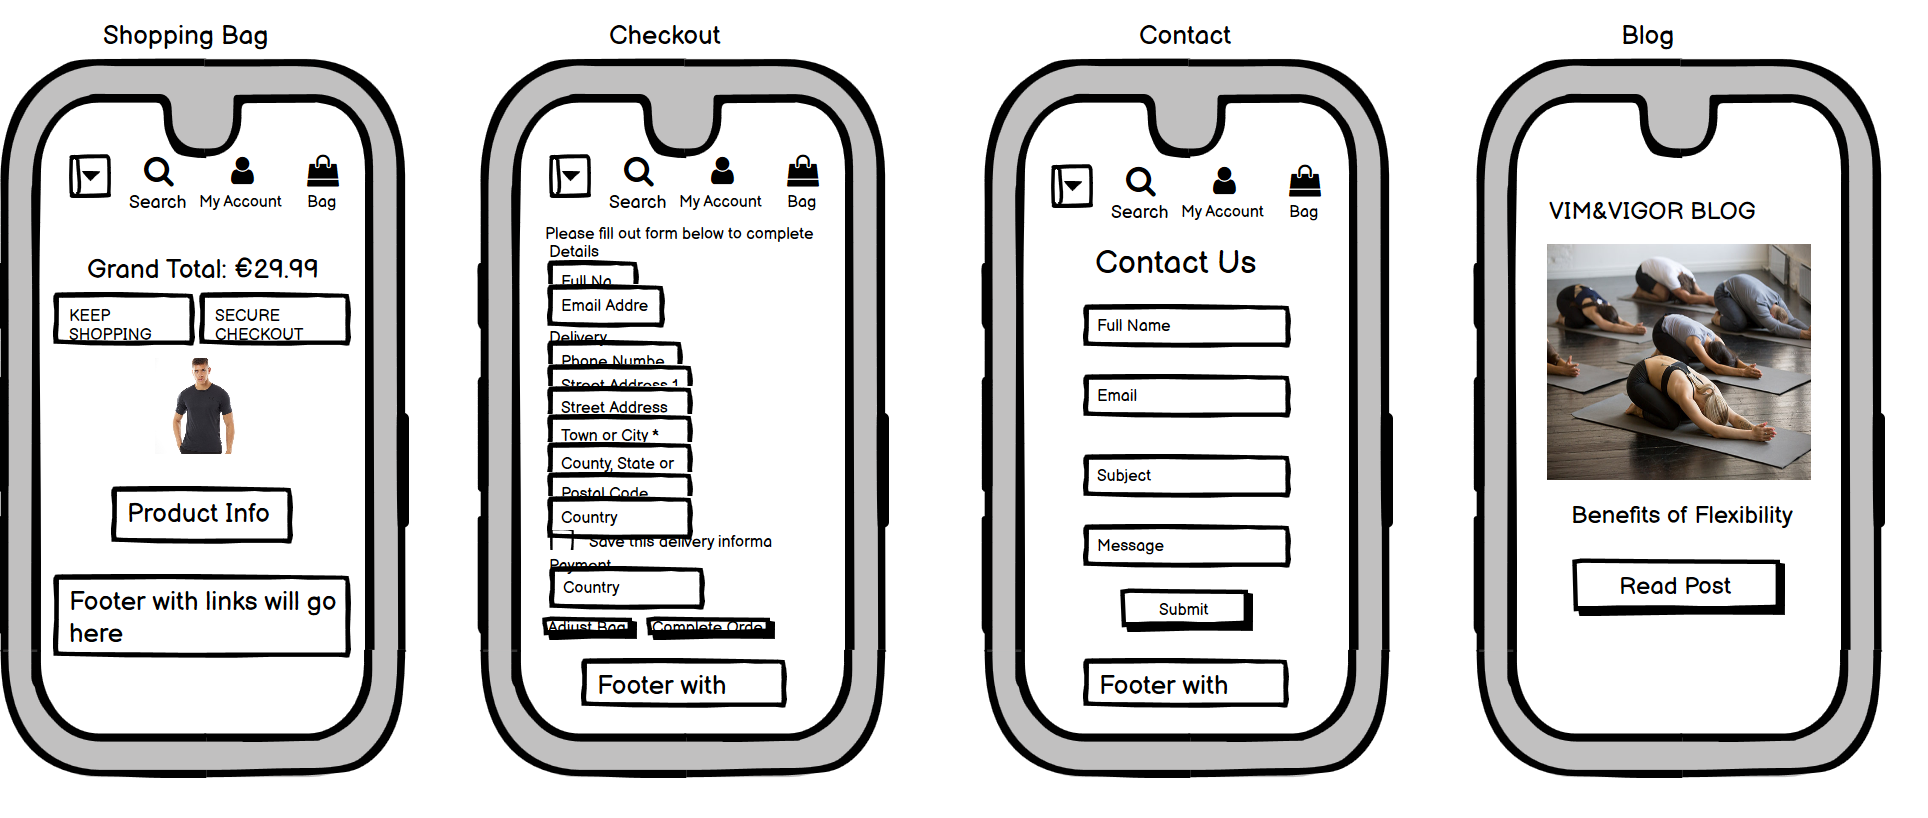 Shopping Bag
Search My Account Bag
Grand Total: €29.99
KEEP
SHOPPING
SECURE
CHECKOUT
Product Info
Footer with links will go
here
Checkout
Search My Account Bag
Please fill out form below to complete
Details
Full Na
Email Addre
Delivery
Phone Numbe
Street Address 1
Street Address
Town or City *
County, State or
Postal Code
Country
Save this delivery informa
Payment
Country
Adjust Bag Complete Orde
Footer with
Contact
Search My Account Bag
Contact Us
Full Name
Email
Subject
Message
Submit
Footer with
Blog
VIM&VIGOR BLOG
Benefits of Flexibility
Read Post